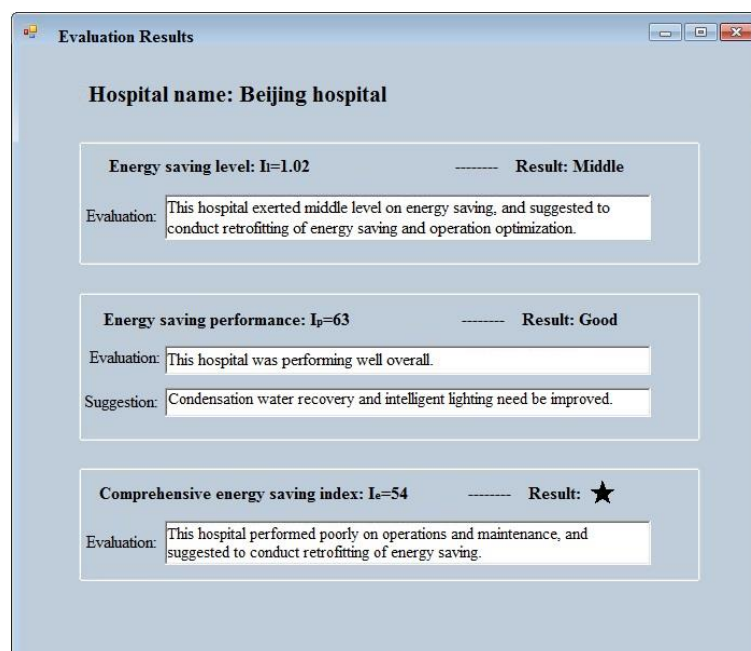 Evaluation Results
Hospital name: Beijing hospital
Energy saving level: Il=1.02 -------- Result: Middle
Evaluation: This hospital exerted middle level on energy saving, and suggested to
conduct retrofitting of energy saving and operation optimization.
Energy saving performance: Ip=63 -------- Result: Good
Evaluation: This hospital was performing well overall.
Suggestion: Condensation water recovery and intelligent lighting need be improved.
Comprehensive energy saving index: Ie=54 -------- Result: ★
Evaluation: This hospital performed poorly on operations and maintenance, and
suggested to conduct retrofitting of energy saving.